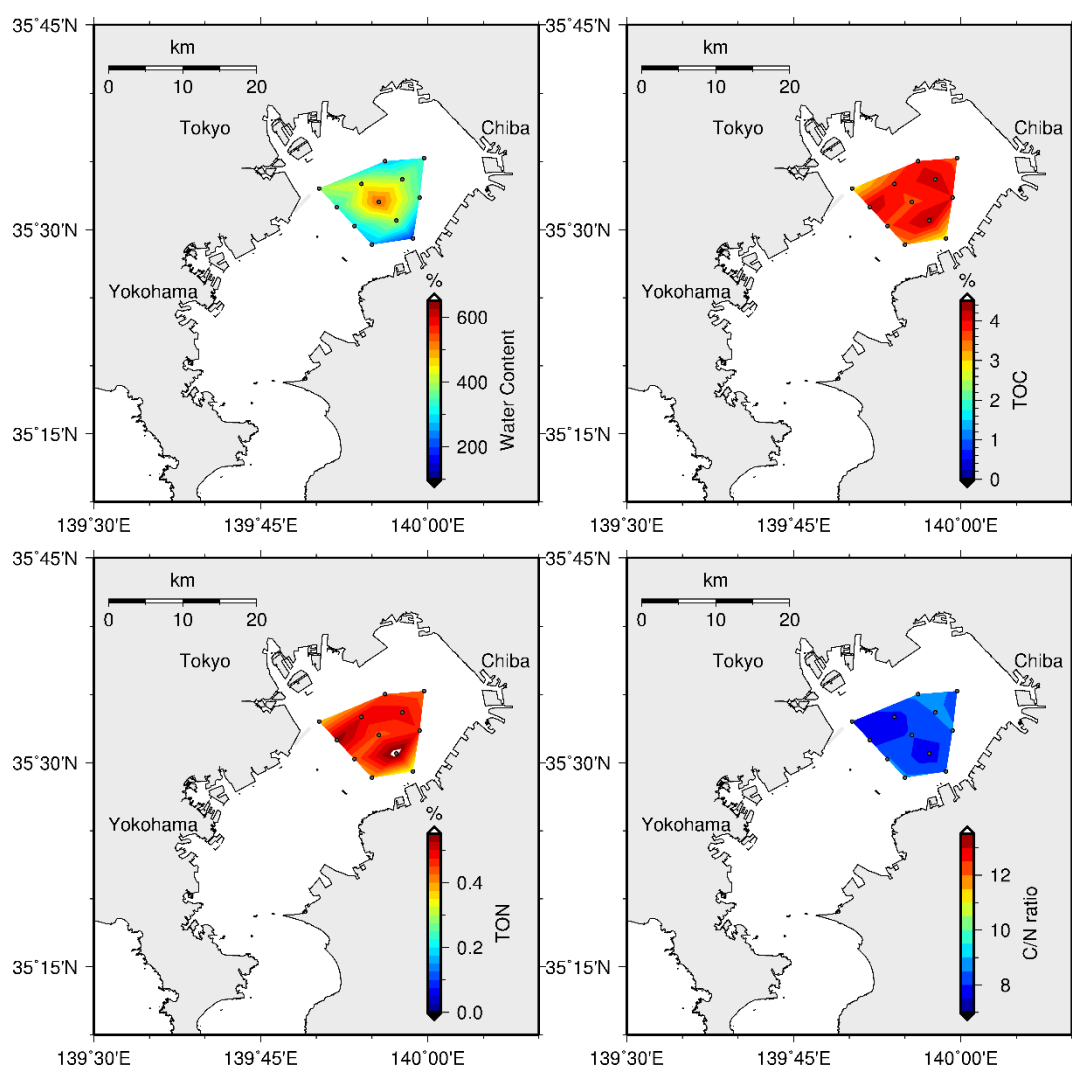 35°45'N
km
0 10 20
Tokyo
Chiba
35°30'N
Yokohama
%
600
400
200
Water Content
35°15'N
139°30'E 139°45'E 140°00'E
35°45'N
km
0 10 20
Tokyo
Chiba
35°30'N
Yokohama
%
4
3
2
1
0
TOC
35°15'N
139°30'E 139°45'E 140°00'E
35°45'N
km
0 10 20
Tokyo
Chiba
35°30'N
Yokohama
%
0.4
0.2
0.0
TON
35°15'N
139°30'E 139°45'E 140°00'E
35°45'N
km
0 10 20
Tokyo
Chiba
35°30'N
Yokohama
12
10
8
C/N ratio
35°15'N
139°30'E 139°45'E 140°00'E